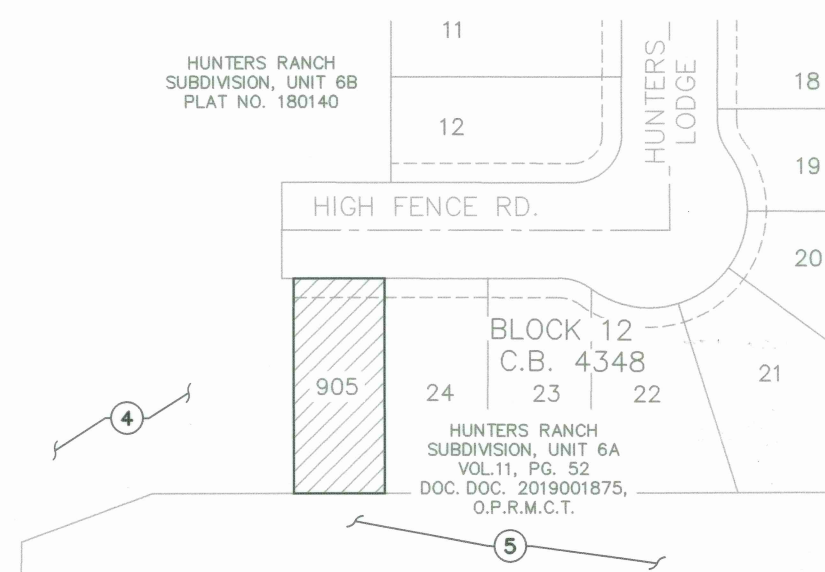 11
HUNTERS RANCH
SUBDIVISION, UNIT 6B
PLAT NO. 180140
HUNTERS
LODGE
18
12
19
HIGH FENCE RD.
20
BLOCK 12
C.B. 4348
905
24
23
22
21
4
HUNTERS RANCH
SUBDIVISION, UNIT 6A
VOL.11, PG. 52
DOC. DOC. 2019001875,
O.P.R.M.C.T.
5